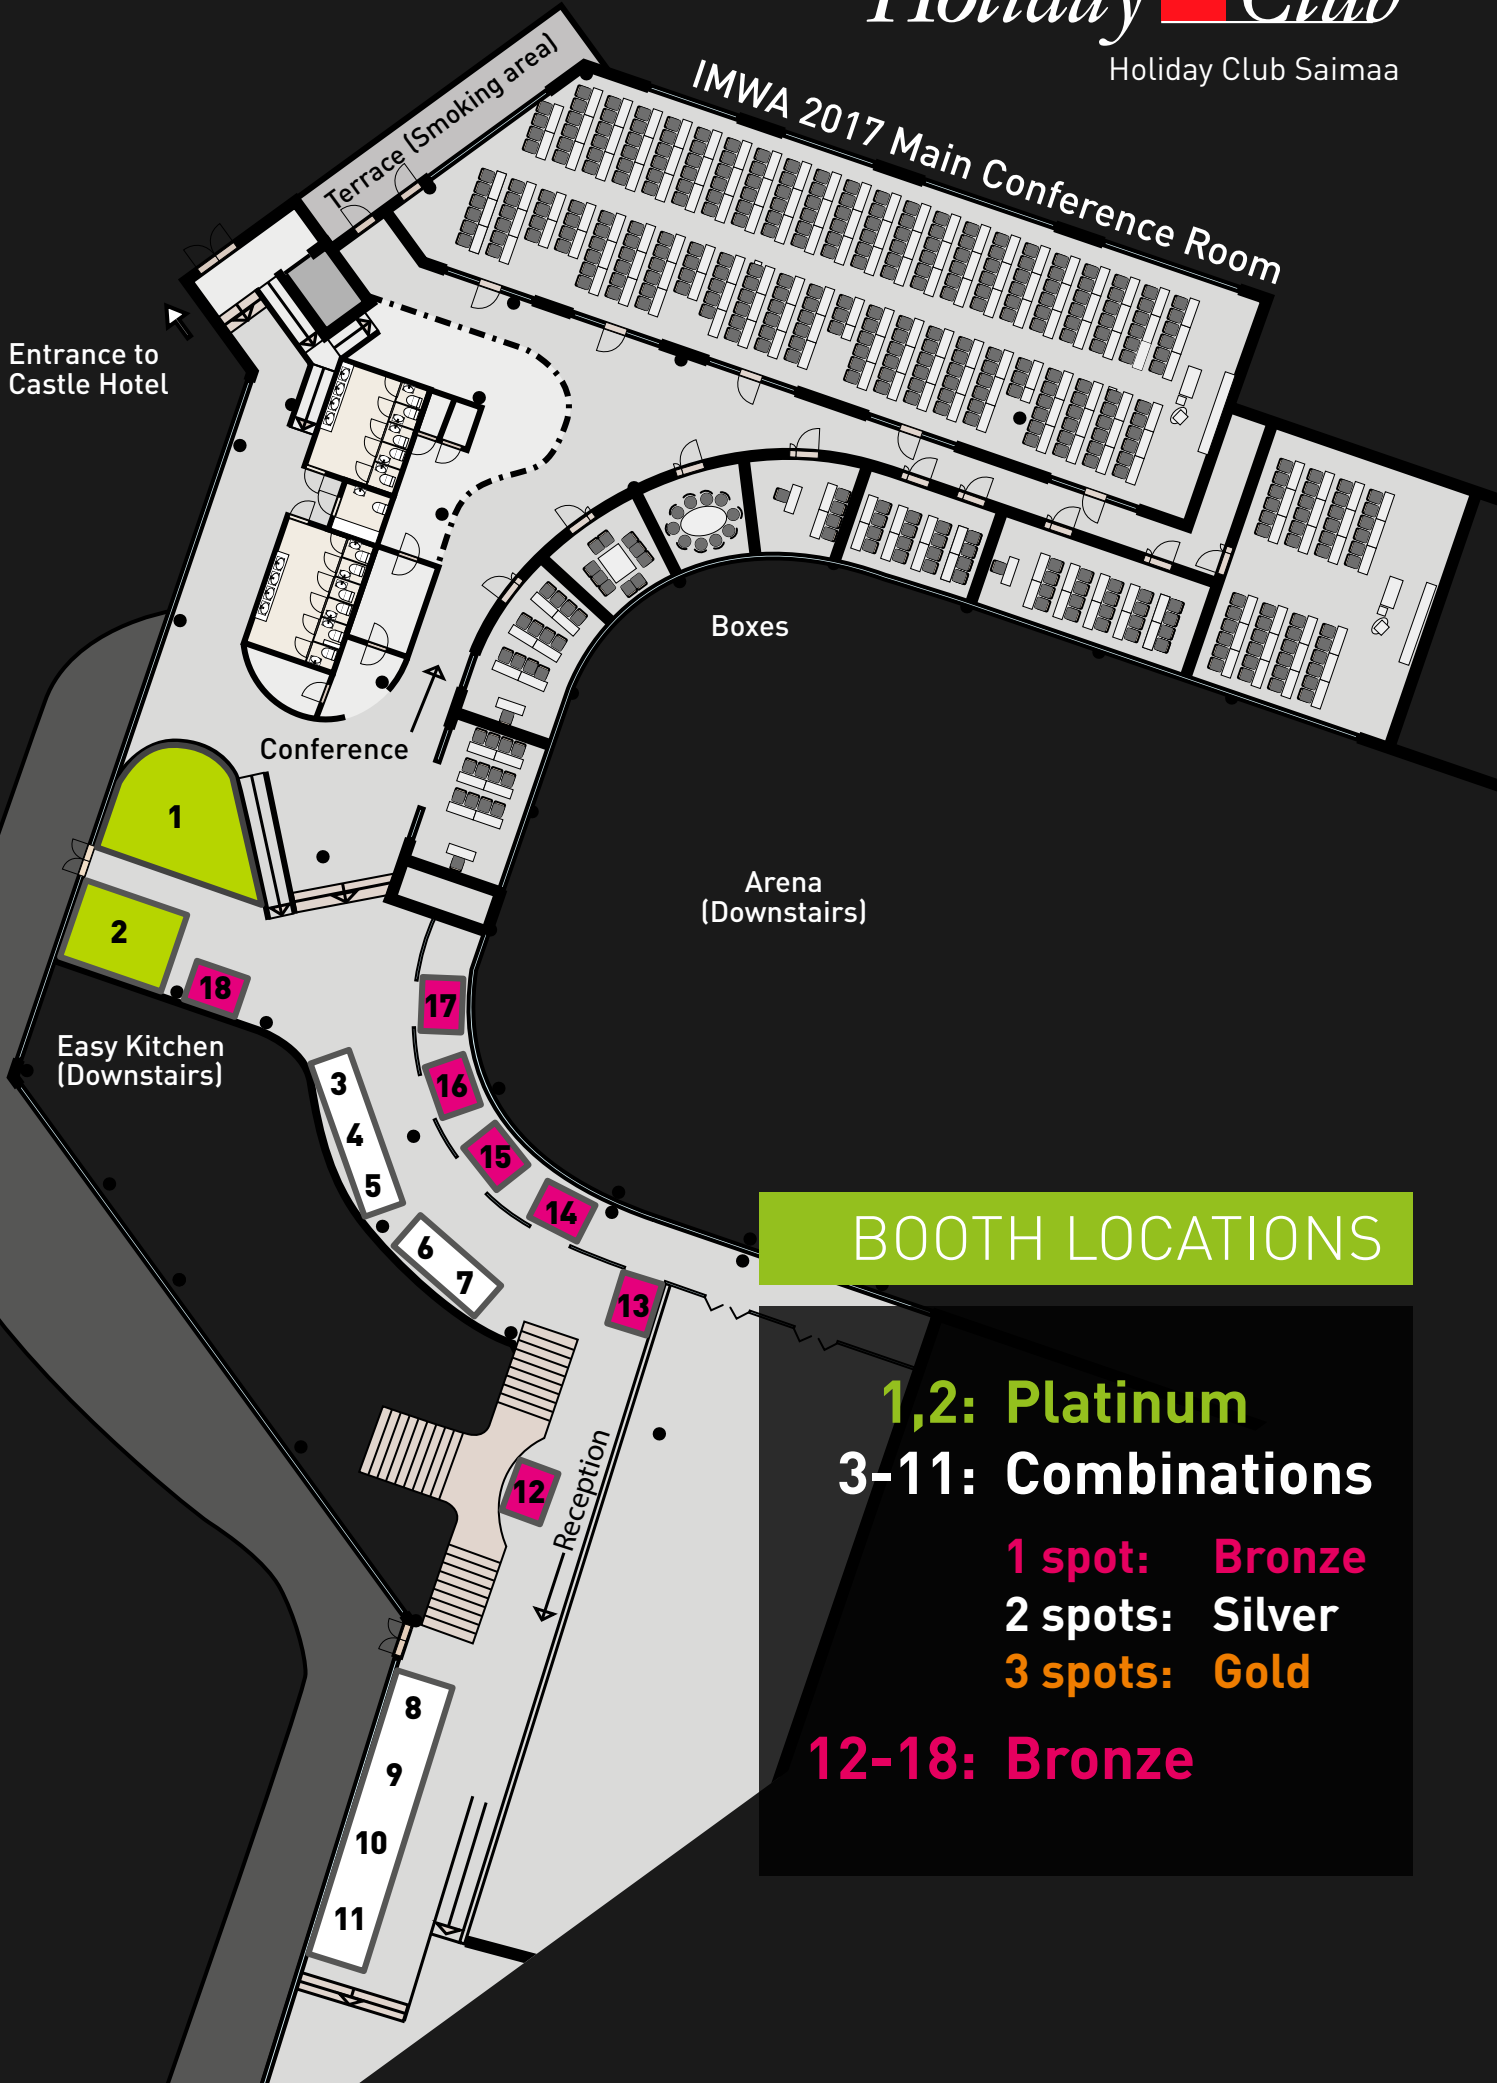 Holiday Club
Holiday Club Saimaa
Terrace (Smoking area)
IMWA 2017 Main Conference Room
Entrance to
Castle Hotel
Boxes
Conference
1
Arena
(Downstairs)
2
18
17
Easy Kitchen
(Downstairs)
3
16
4
15
5
14
6
7
13
12
Reception
8
9
10
11
BOOTH LOCATIONS
1,2: Platinum
3-11: Combinations
1 spot: Bronze
2 spots: Silver
3 spots: Gold
12-18: Bronze